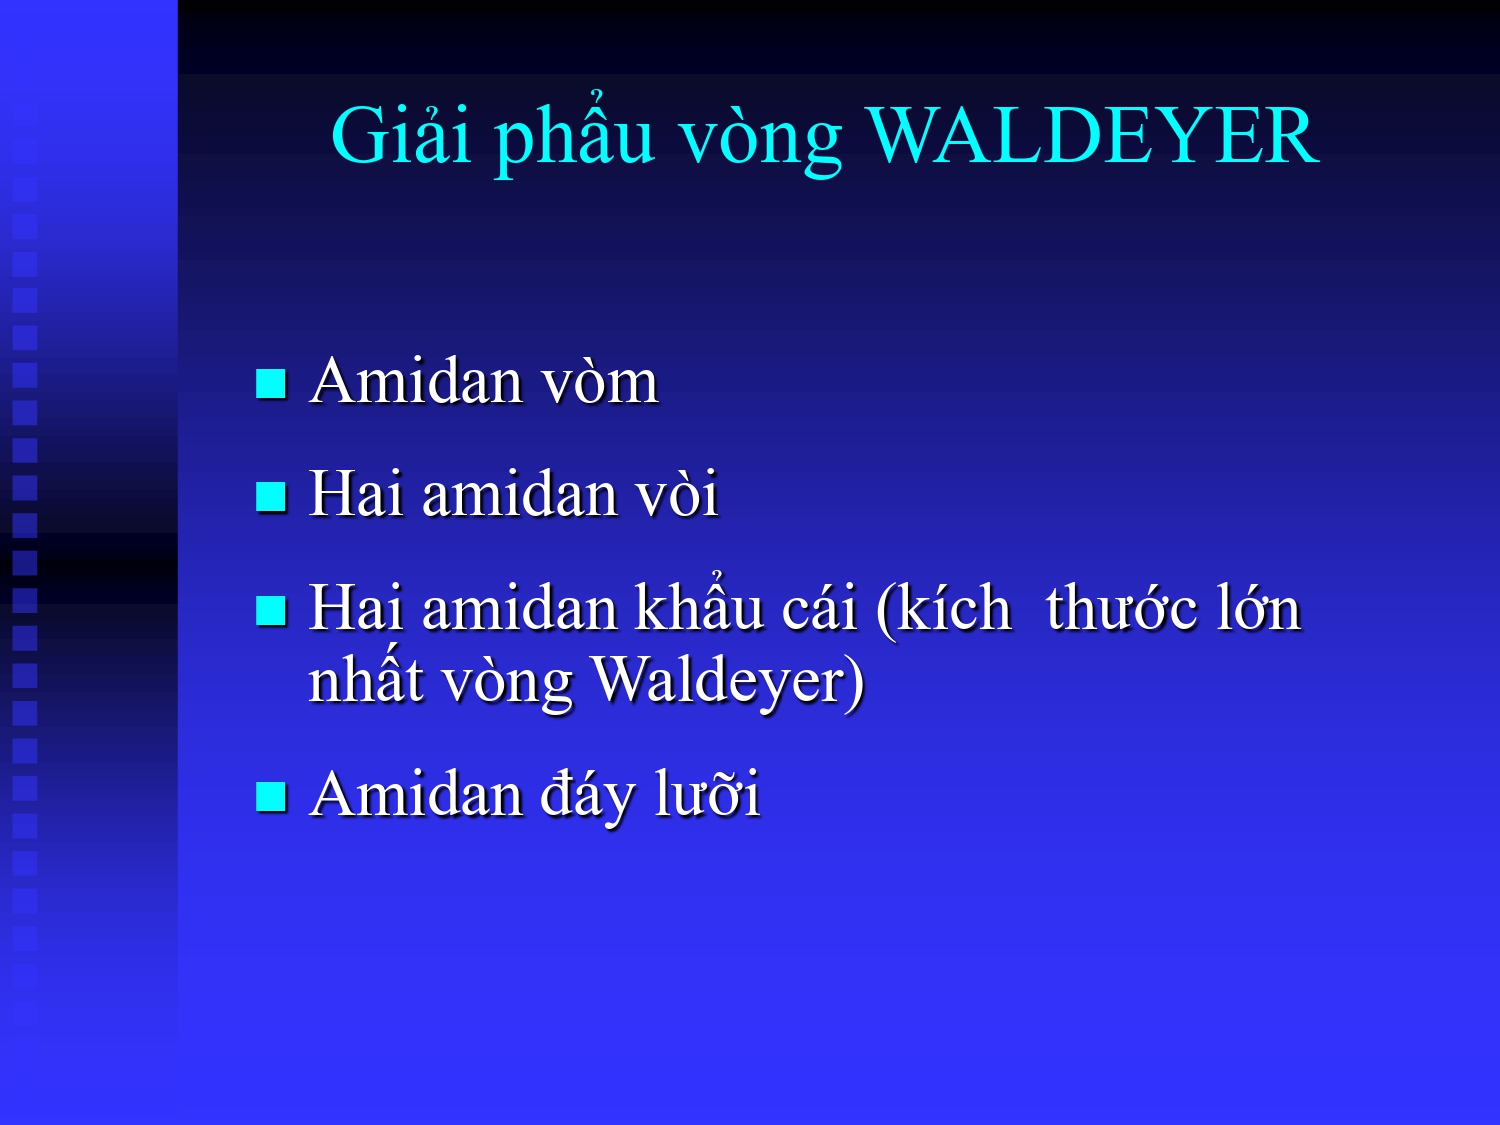 Giải phẩu vòng WALDEYER
Amidan vòm
Hai amidan vòi
Hai amidan khẩu cái (kích  thước lớn
nhất vòng Waldeyer)
Amidan đáy lưỡi